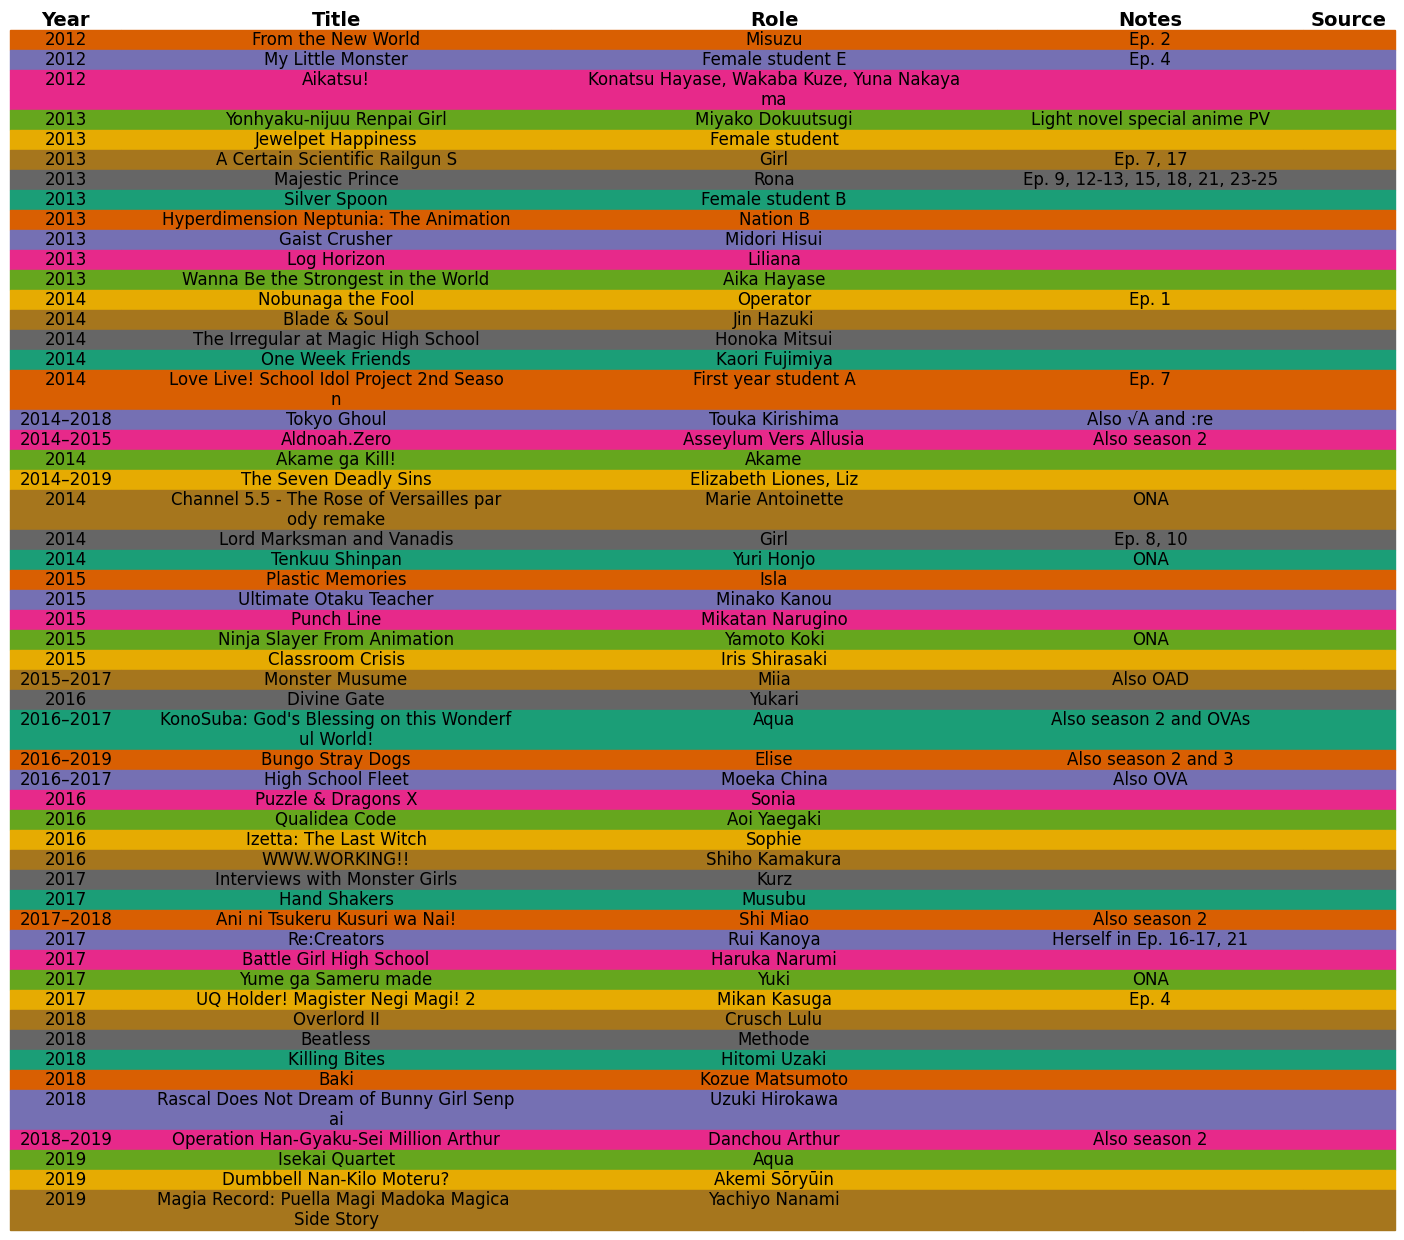 Year Title Role Notes Source
2012 From the New World Misuzu Ep. 2
2012 My Little Monster Female student E Ep. 4
2012 Aikatsu! Konatsu Hayase, Wakaba Kuze, Yuna Nakaya
ma
2013 Yonhyaku-nijuu Renpai Girl Miyako Dokuutsugi Light novel special anime PV
2013 Jewelpet Happiness Female student
2013 A Certain Scientific Railgun S Girl Ep. 7, 17
2013 Majestic Prince Rona Ep. 9, 12-13, 15, 18, 21, 23-25
2013 Silver Spoon Female student B
2013 Hyperdimension Neptunia: The Animation Nation B
2013 Gaist Crusher Midori Hisui
2013 Log Horizon Liliana
2013 Wanna Be the Strongest in the World Aika Hayase
2014 Nobunaga the Fool Operator Ep. 1
2014 Blade & Soul Jin Hazuki
2014 The Irregular at Magic High School Honoka Mitsui
2014 One Week Friends Kaori Fujimiya
2014 Love Live! School Idol Project 2nd Seaso First year student A Ep. 7
n
2014–2018 Tokyo Ghoul Touka Kirishima Also √A and :re
2014–2015 Aldnoah.Zero Asseylum Vers Allusia Also season 2
2014 Akame ga Kill! Akame
2014–2019 The Seven Deadly Sins Elizabeth Liones, Liz
2014 Channel 5.5 - The Rose of Versailles par Marie Antoinette ONA
ody remake
2014 Lord Marksman and Vanadis Girl Ep. 8, 10
2014 Tenkuu Shinpan Yuri Honjo ONA
2015 Plastic Memories Isla
2015 Ultimate Otaku Teacher Minako Kanou
2015 Punch Line Mikatan Narugino
2015 Ninja Slayer From Animation Yamoto Koki ONA
2015 Classroom Crisis Iris Shirasaki
2015–2017 Monster Musume Miia Also OAD
2016 Divine Gate Yukari
2016–2017 KonoSuba: God's Blessing on this Wonderf Aqua Also season 2 and OVAs
ul World!
2016–2019 Bungo Stray Dogs Elise Also season 2 and 3
2016–2017 High School Fleet Moeka China Also OVA
2016 Puzzle & Dragons X Sonia
2016 Qualidea Code Aoi Yaegaki
2016 Izetta: The Last Witch Sophie
2016 WWW.WORKING!! Shiho Kamakura
2017 Interviews with Monster Girls Kurz
2017 Hand Shakers Musubu
2017–2018 Ani ni Tsukeru Kusuri wa Nai! Shi Miao Also season 2
2017 Re:Creators Rui Kanoya Herself in Ep. 16-17, 21
2017 Battle Girl High School Haruka Narumi
2017 Yume ga Sameru made Yuki ONA
2017 UQ Holder! Magister Negi Magi! 2 Mikan Kasuga Ep. 4
2018 Overlord II Crusch Lulu
2018 Beatless Methode
2018 Killing Bites Hitomi Uzaki
2018 Baki Kozue Matsumoto
2018 Rascal Does Not Dream of Bunny Girl Senp Uzuki Hirokawa
ai
2018–2019 Operation Han-Gyaku-Sei Million Arthur Danchou Arthur Also season 2
2019 Isekai Quartet Aqua
2019 Dumbbell Nan-Kilo Moteru? Akemi Sōryūin
2019 Magia Record: Puella Magi Madoka Magica Yachiyo Nanami
Side Story